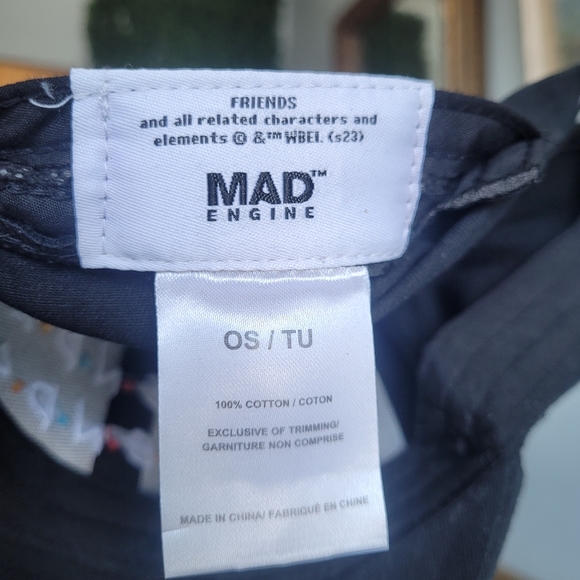 FRIENDS
and all related characters and
elements © &™ WBEI. (s23)
MAD™
ENGINE
OS / TU
100% COTTON / COTON
EXCLUSIVE OF TRIMMING/
GARNITURE NON COMPRISE
MADE IN CHINA/ FABRIQUÉ EN CHINE